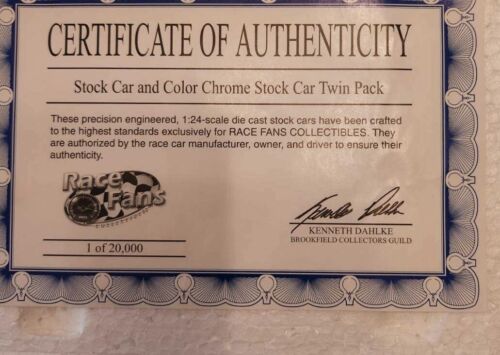 CERTIFICATE OF AUTHENTICITY
Stock Car and Color Chrome Stock Car Twin Pack
These precision engineered, 1:24-scale die cast stock cars have been crafted
to the highest standards exclusively for RACE FANS COLLECTIBLES. They
are authorized by the race car manufacturer, owner, and driver to ensure their
authenticity.
Race
Fans
1 of 20,000
KENNETH DAHLKE
BROOKFIELD COLLECTORS GUILD